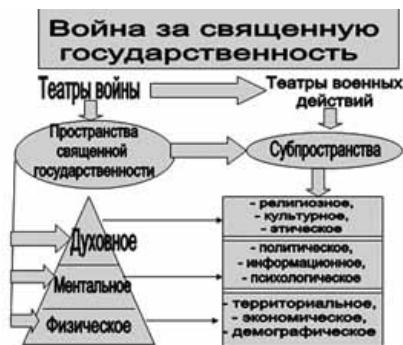 Война за священную
государственность
Театры войны
Театры военных
действий
Пространства
священной
государственности
Субпространства
Духовное
Ментальное
Физическое
- религиозное,
- культурное,
- этическое
- политическое,
- информационное,
- психологическое
- территориальное,
- экономическое,
- демографическое